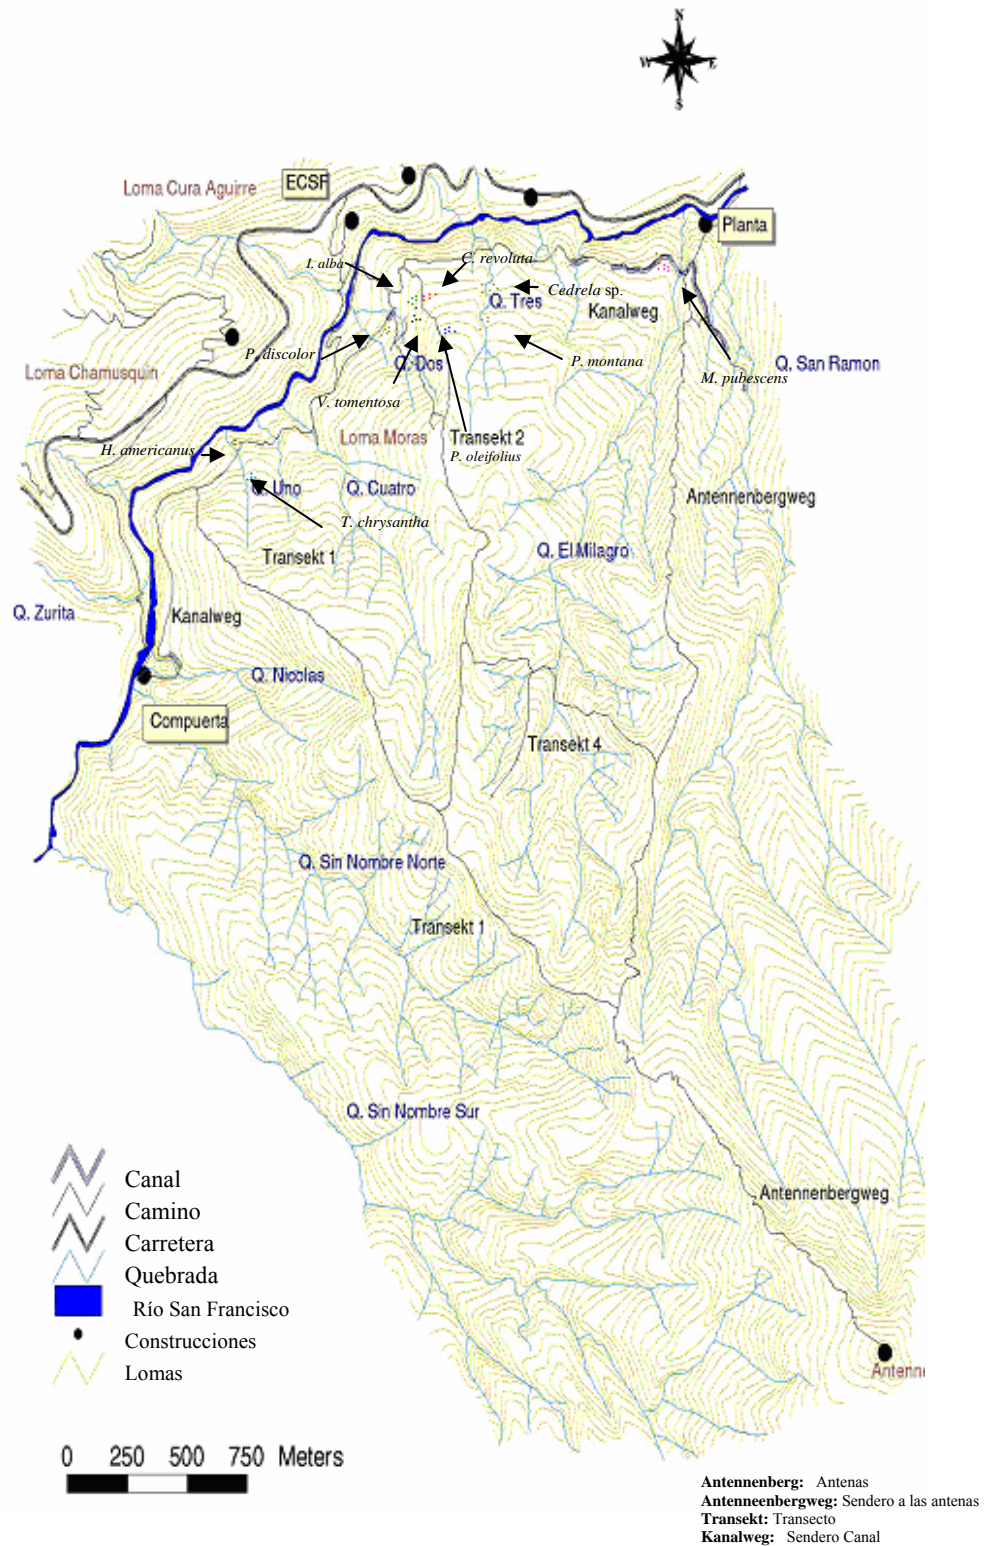 N
W E
S
Loma Cura Aguirre
ECSF
Planta
I. alba
C. revoluta
Cedrela sp.
Q. Tres
Kanalweg
P. discolor
Q. Dos
P. montana
Q. San Ramon
Loma Chamusquin
M. pubescens
V. tomentosa
H. americanus
Loma Moras
Transekt 2
P. oleifolius
Q. Uno
Q. Cuatro
Antennenbergweg
T. chrysantha
Transekt 1
Q. El Milagro
Q. Zurita
Kanalweg
Q. Nicolas
Compuerta
Transekt 4
Q. Sin Nombre Norte
Transekt 1
Q. Sin Nombre Sur
Antennenbergweg
Antenne
Canal
Camino
Carretera
Quebrada
Río San Francisco
Construcciones
Lomas
0 250 500 750 Meters
Antennenberg: Antenas
Antenneenbergweg: Sendero a las antenas
Transekt: Transecto
Kanalweg: Sendero Canal